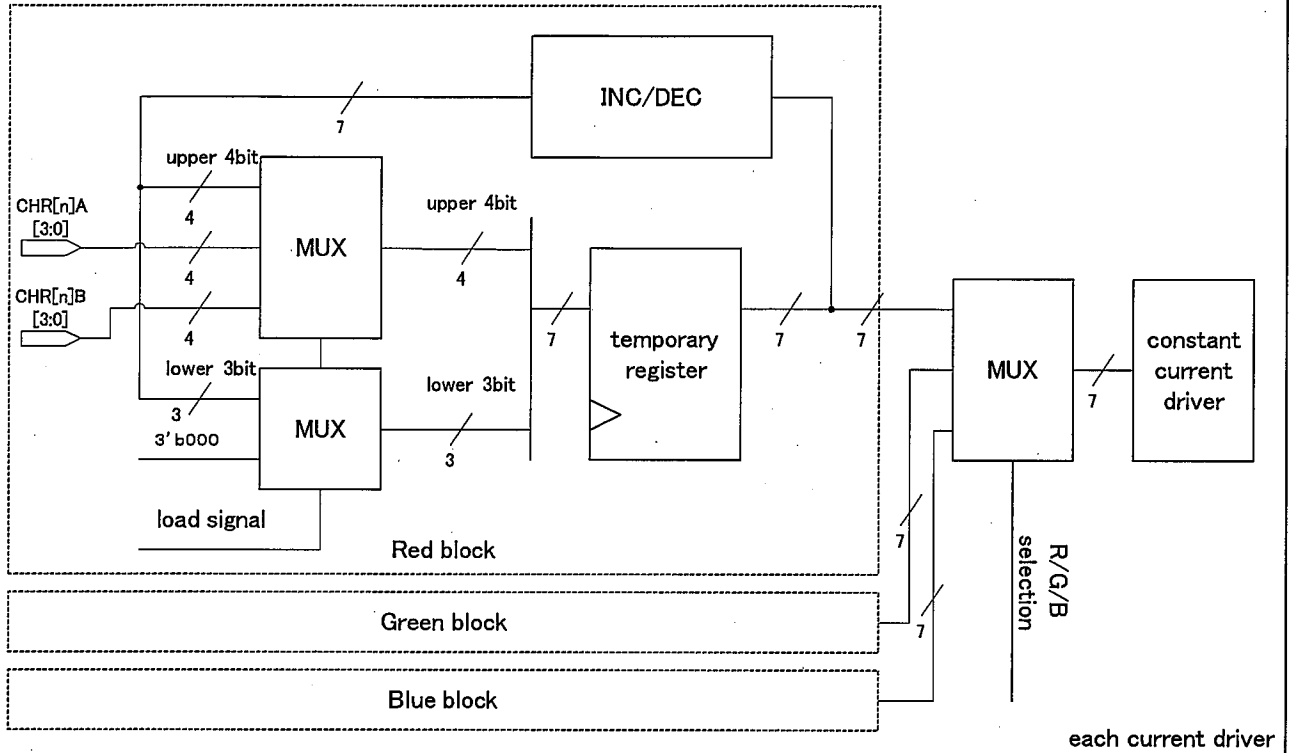 INC/DEC
7
upper 4bit
4
CHR[n]A
[3:0]
4
CHR[n]B
[3:0]
4
MUX
upper 4bit
4
lower 3bit
3
3'b000
MUX
lower 3bit
3
load signal
7
temporary
register
7
7
Red block
Green block
Blue block
7
7
MUX
R/G/B
selection
7
constant
current
driver
each current driver